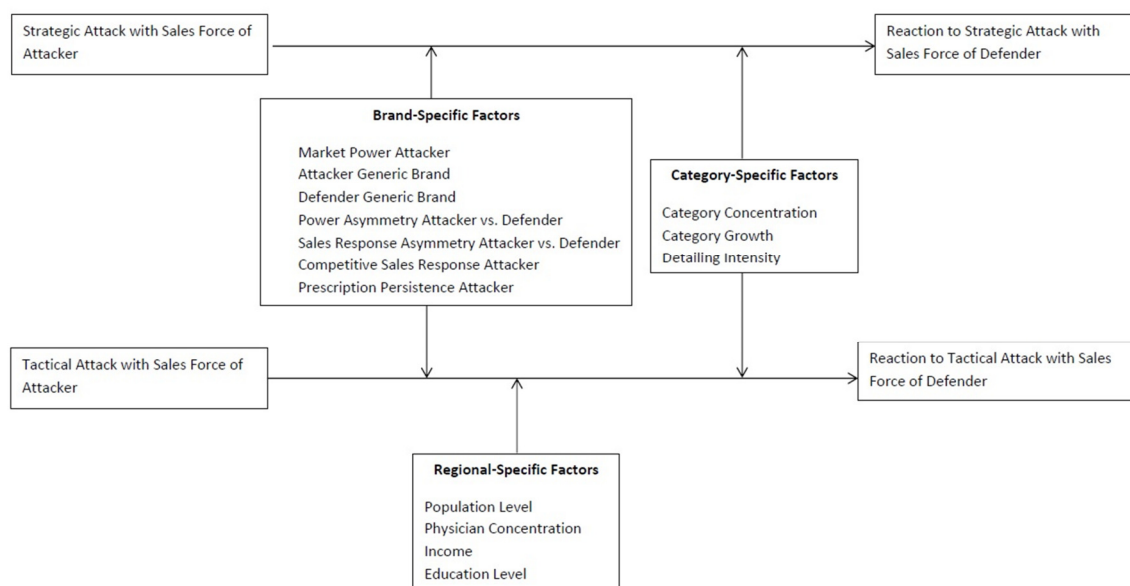 Strategic Attack with Sales Force of
Attacker
Reaction to Strategic Attack with
Sales Force of Defender
Brand-Specific Factors
Market Power Attacker
Attacker Generic Brand
Defender Generic Brand
Power Asymmetry Attacker vs. Defender
Sales Response Asymmetry Attacker vs. Defender
Competitive Sales Response Attacker
Prescription Persistence Attacker
Category-Specific Factors
Category Concentration
Category Growth
Detailing Intensity
Tactical Attack with Sales Force of
Attacker
Reaction to Tactical Attack with Sales
Force of Defender
Regional-Specific Factors
Population Level
Physician Concentration
Income
Education Level